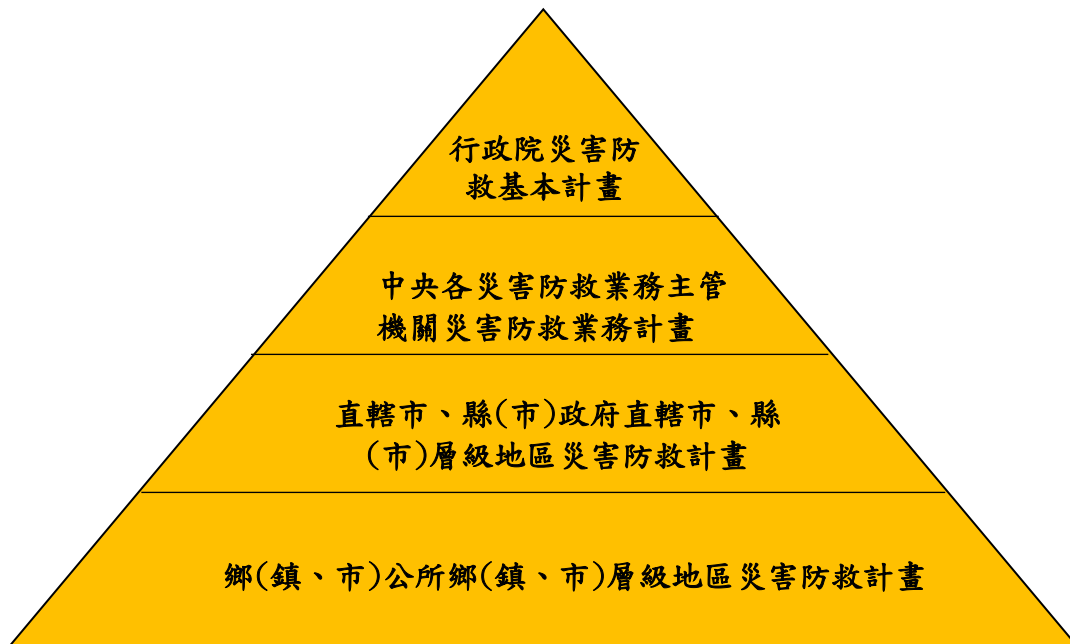 行政院災害防
救基本計畫
中央各災害防救業務主管
機關災害防救業務計畫
直轄市、縣(市)政府直轄市、縣
(市)層級地區災害防救計畫
鄉(鎮、市)公所鄉(鎮、市)層級地區災害防救計畫